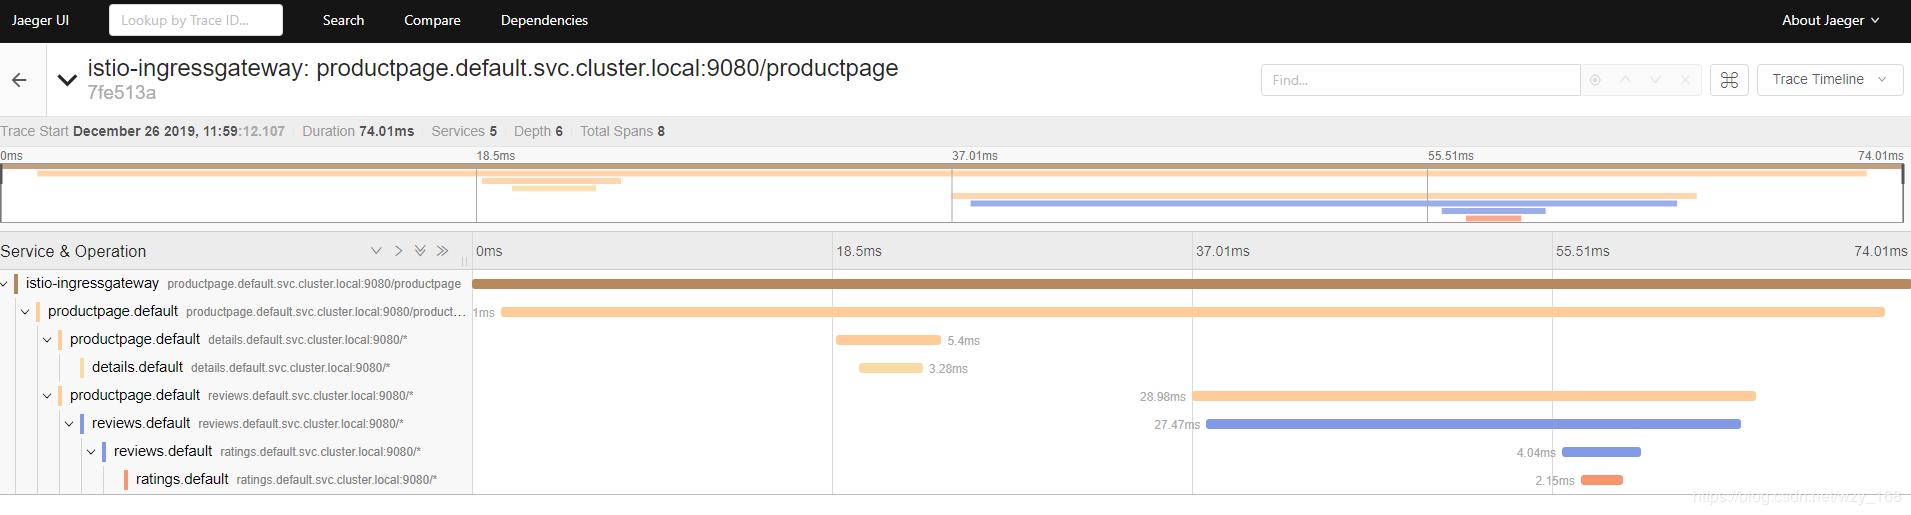 Jaeger UI Lookup by Trace ID... Search Compare Dependencies About Jaeger
istio-ingressgateway: productpage.default.svc.cluster.local:9080/productpage
7fe513a
Find... Trace Timeline
Trace Start December 26 2019, 11:59:12.107 Duration 74.01ms Services 5 Depth 6 Total Spans 8
0ms 18.5ms 37.01ms 55.51ms 74.01ms
Service & Operation 0ms 18.5ms 37.01ms 55.51ms 74.01ms
istio-ingressgateway productpage.default.svc.cluster.local:9080/productpage
productpage.default productpage.default.svc.cluster.local:9080/product... 1ms
productpage.default details.default.svc.cluster.local:9080/* 5.4ms
details.default details.default.svc.cluster.local:9080/* 3.28ms
productpage.default reviews.default.svc.cluster.local:9080/* 28.98ms
reviews.default reviews.default.svc.cluster.local:9080/* 27.47ms
reviews.default ratings.default.svc.cluster.local:9080/* 4.04ms
ratings.default ratings.default.svc.cluster.local:9080/* 2.15ms
https://blog.csdn.net/wzy_168